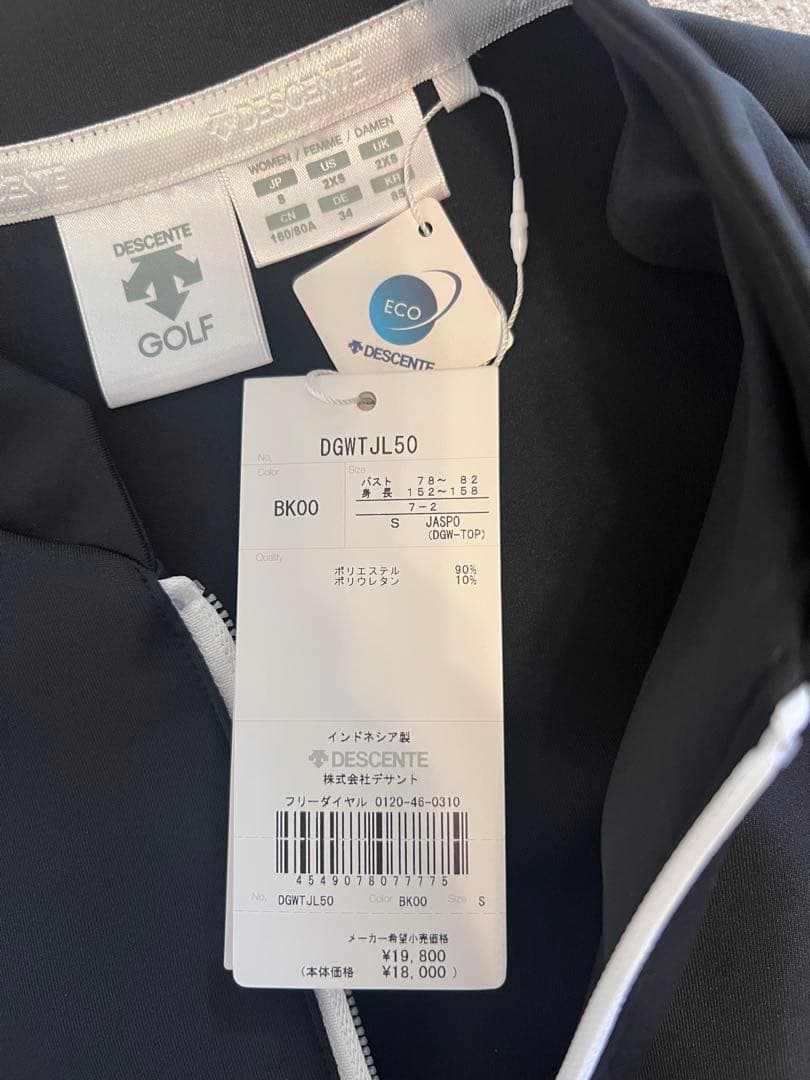 DESCENTE
WOMEN / FEMME / DAMEN
JP US UK
S 2XS 2XS
CN DE KR
160/80A 34 85
DESCENTE
GOLF
ECO
DESCENTE
No. DGWTJL50
Color Size
BK00
バスト 78～ 82
身 長 152～158
7-2
S JASPO
(DGW-TOP)
Quality
ポリエステル 90%
ポリウレタン 10%
インドネシア製
DESCENTE
株式会社デサント
フリーダイヤル 0120-46-0310
4549078077775
No. DGWTJL50 Color BK00 Size S
メーカー希望小売価格
¥19,800
(本体価格 ¥18,000 )